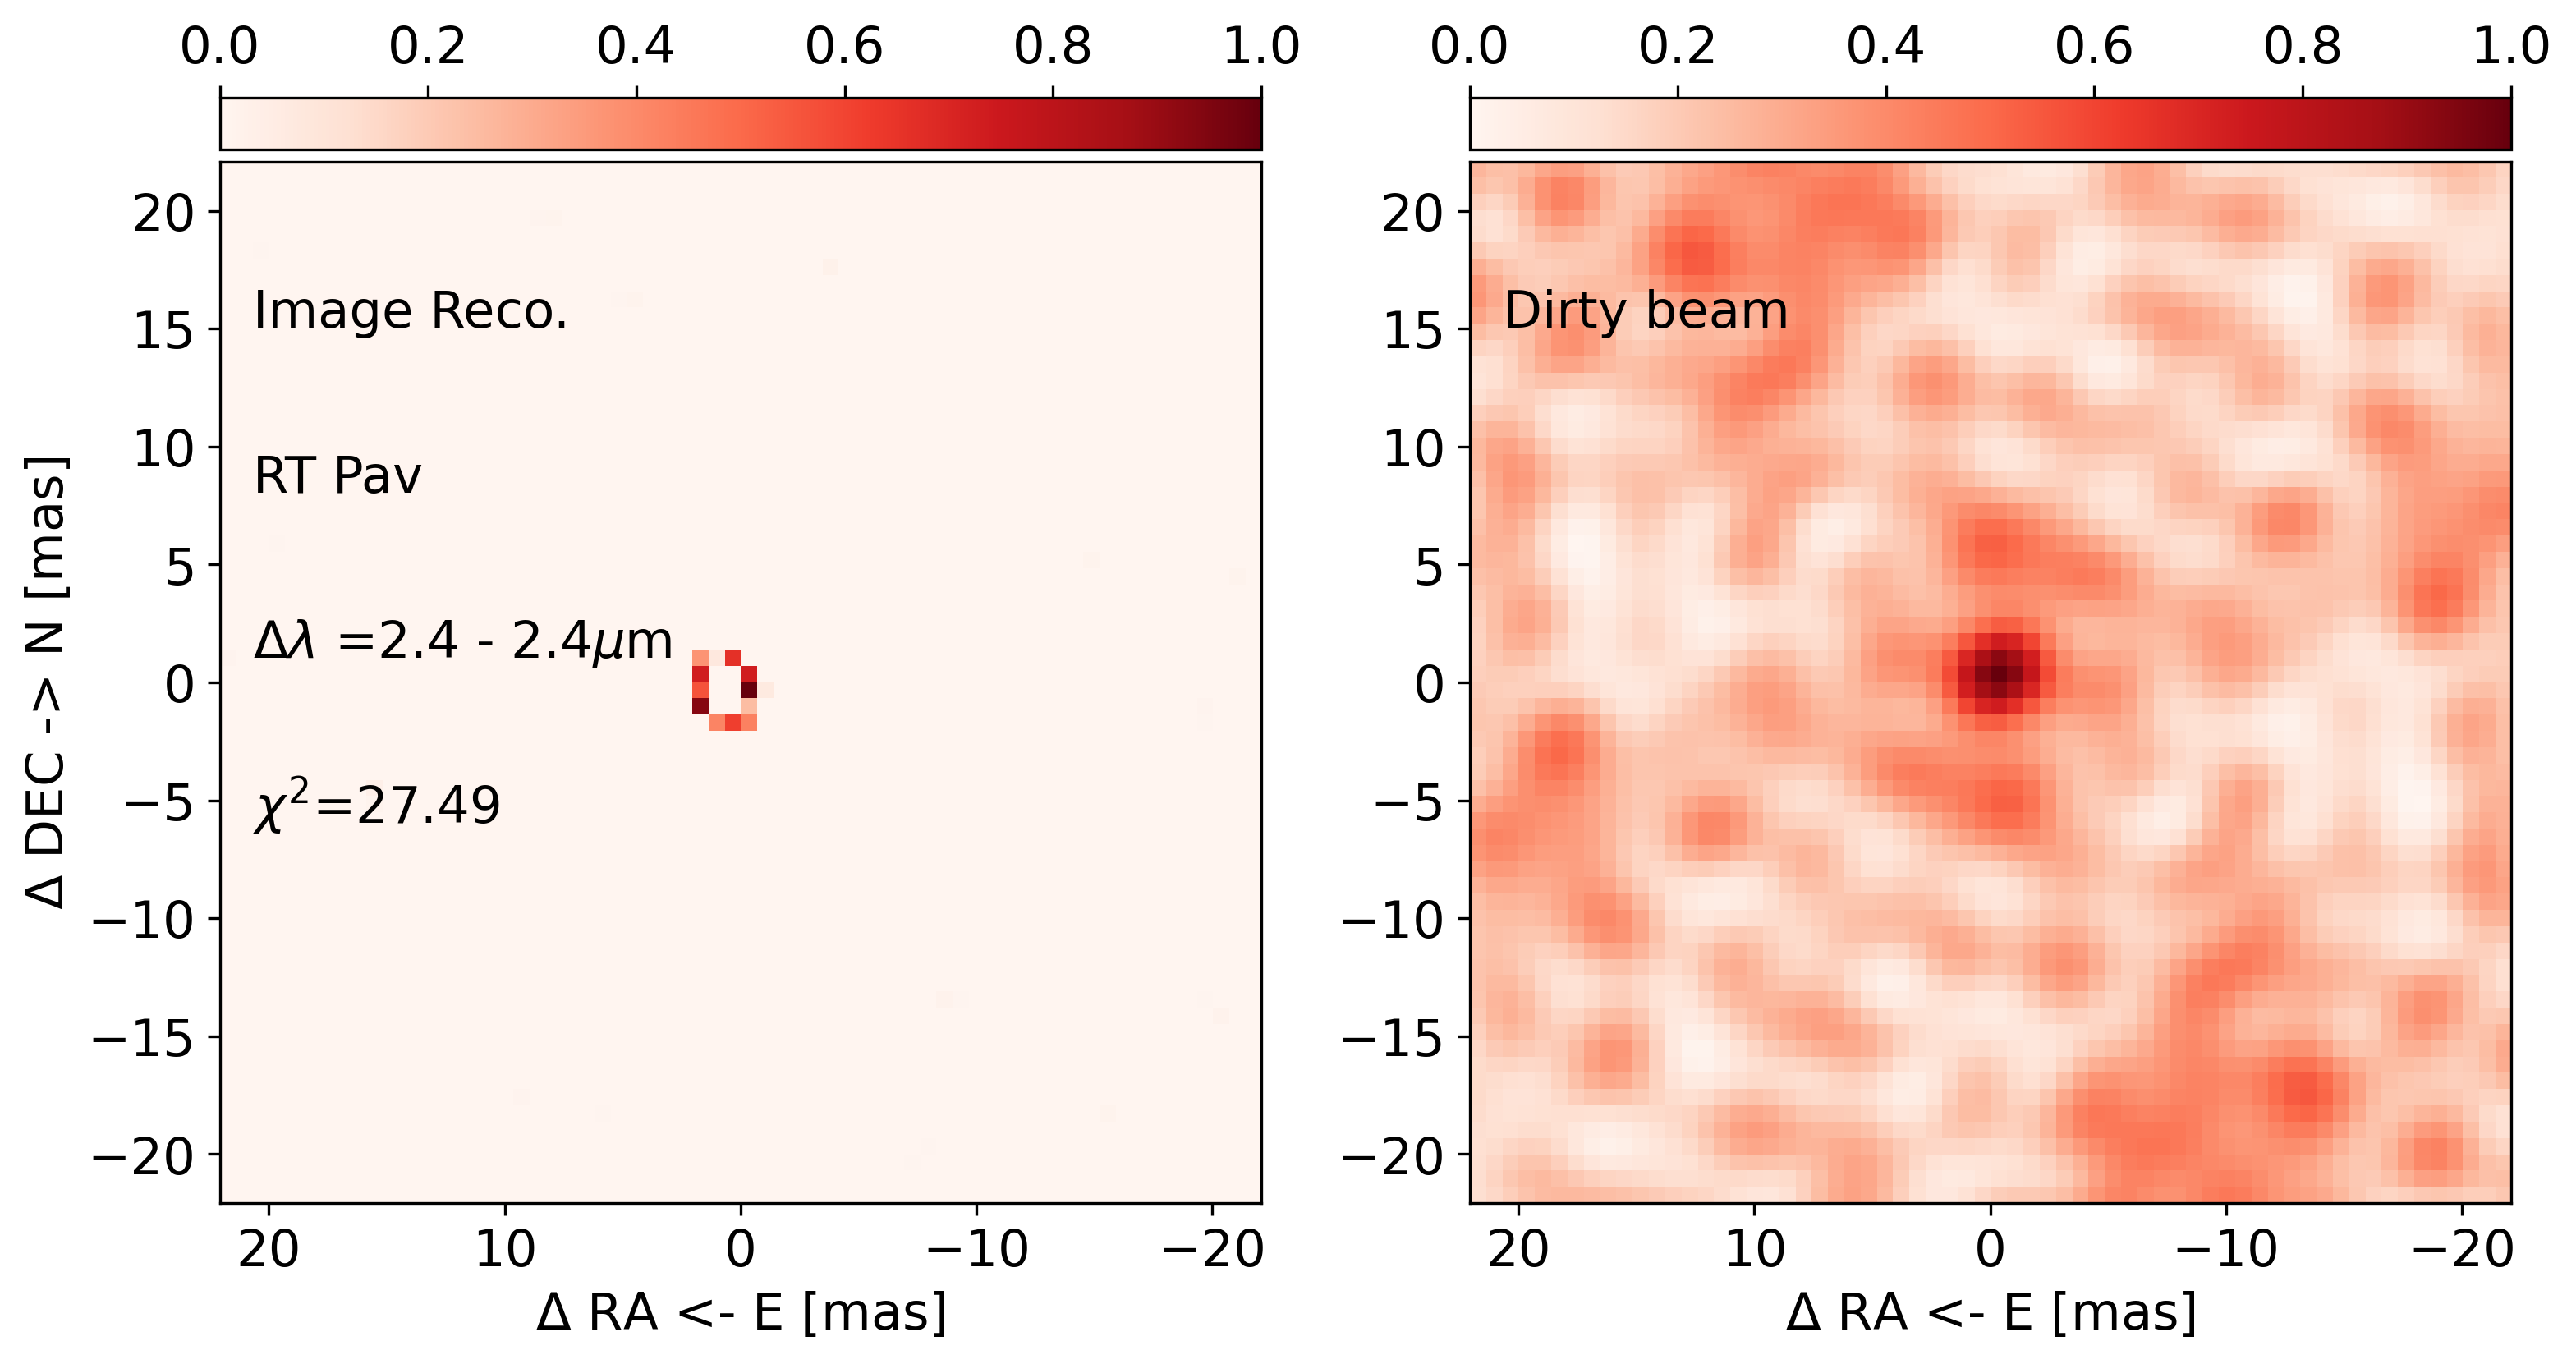 0.0 0.2 0.4 0.6 0.8 1.0
0.0 0.2 0.4 0.6 0.8 1.0
Image Reco.
RT Pav
Δλ =2.4 - 2.4μm
χ²=27.49
20
15
10
5
0
−5
−10
−15
−20
Δ DEC -> N [mas]
20 10 0 −10 −20
Δ RA <- E [mas]
Dirty beam
20
15
10
5
0
−5
−10
−15
−20
20 10 0 −10 −20
Δ RA <- E [mas]